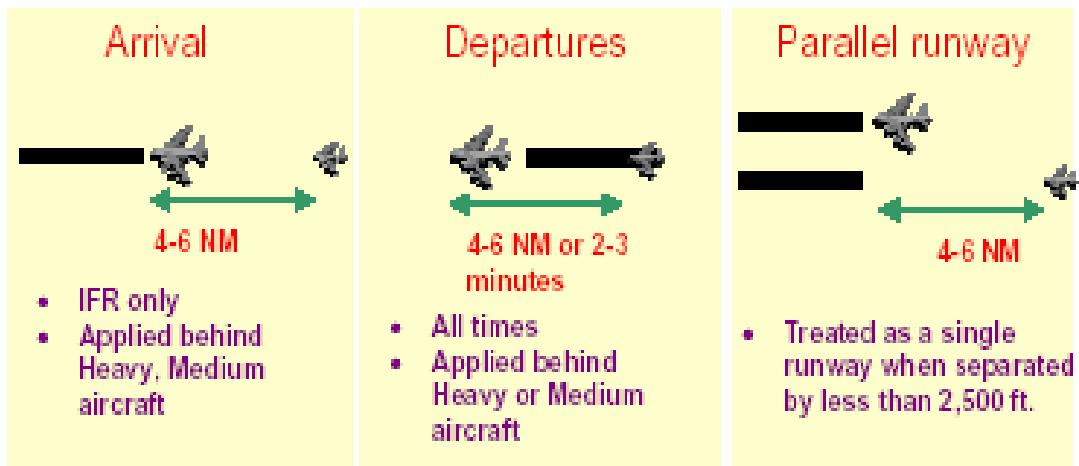 Arrival
4-6 NM
• IFR only
• Applied behind
Heavy, Medium
aircraft
Departures
4-6 NM or 2-3
minutes
• All times
• Applied behind
Heavy or Medium
aircraft
Parallel runway
4-6 NM
• Treated as a single
runway when separated
by less than 2,500 ft.